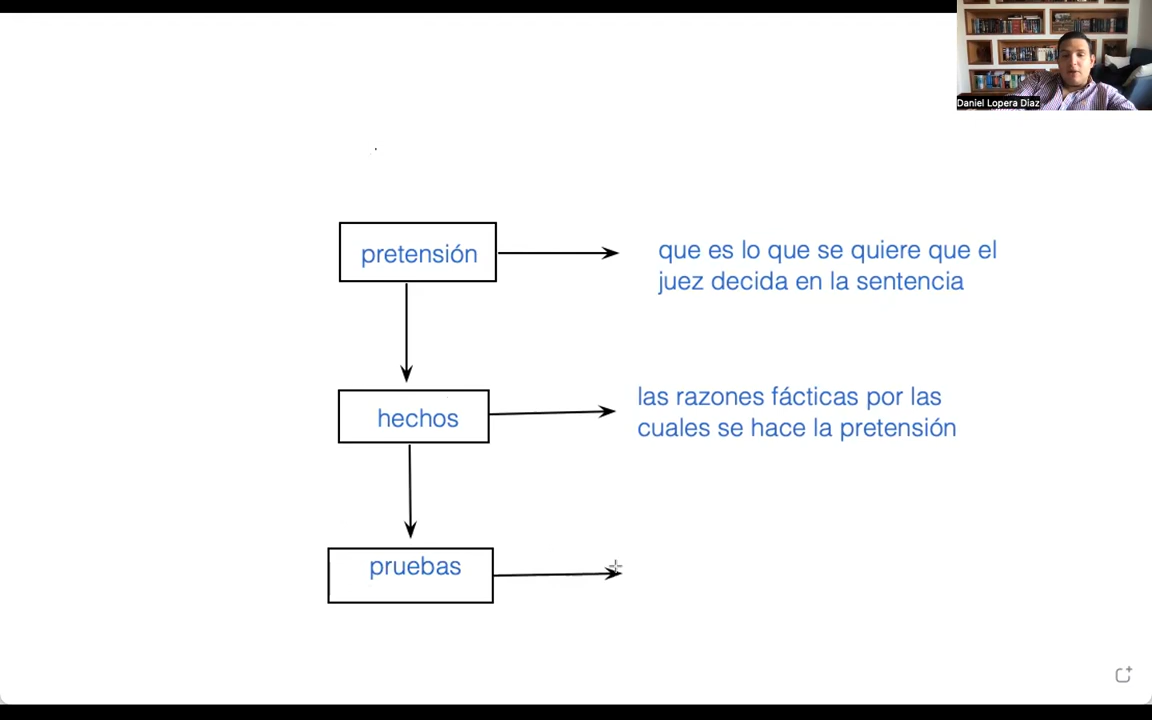 Daniel Lopera Diaz
pretensión
que es lo que se quiere que el
juez decida en la sentencia
hechos
las razones fácticas por las
cuales se hace la pretensión
pruebas